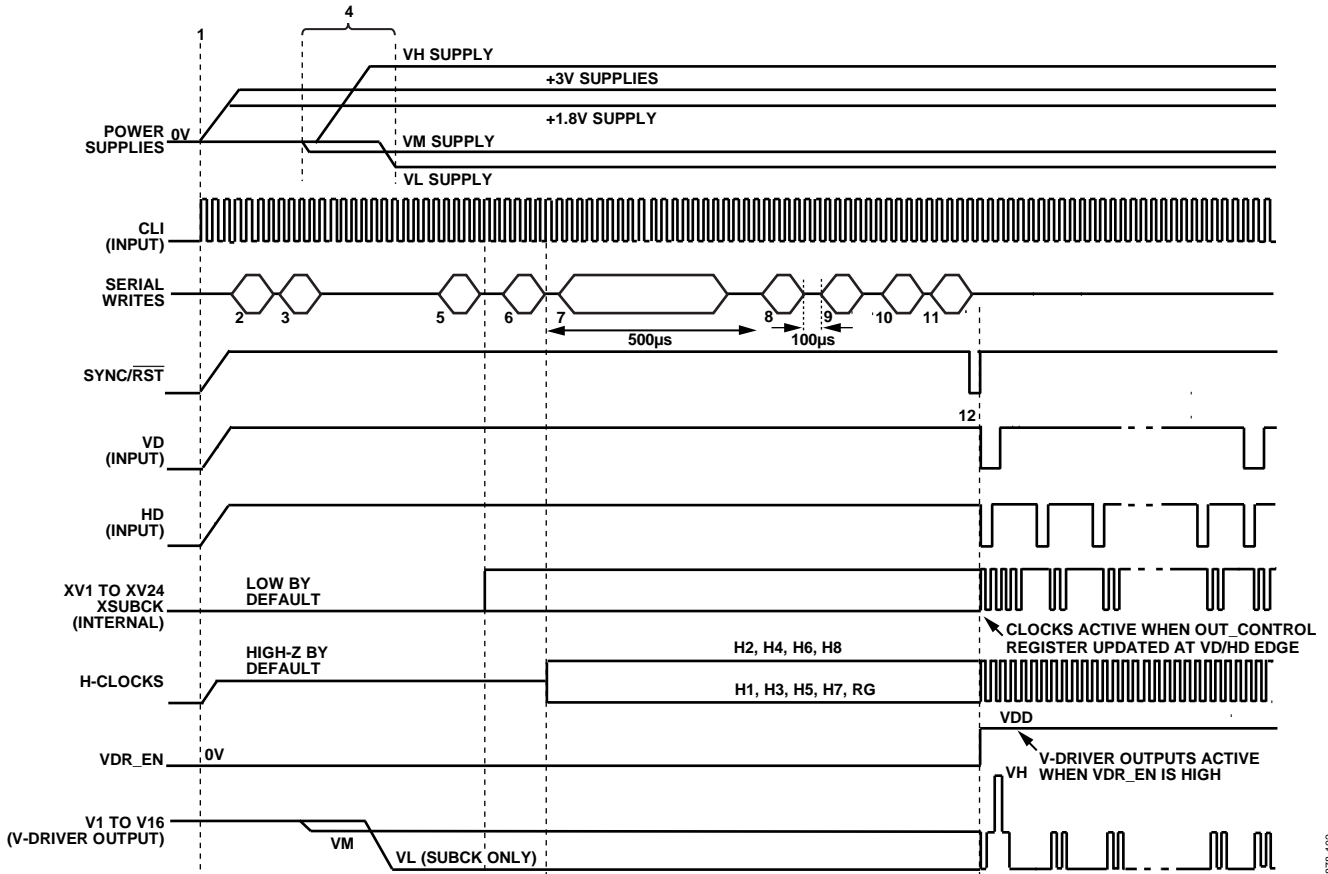 4
1
VH SUPPLY
+3V SUPPLIES
+1.8V SUPPLY
POWER SUPPLIES
0V
VM SUPPLY
VL SUPPLY
CLI
(INPUT)
SERIAL
WRITES
2
3
5
6
7
8
9
10
11
500µs
100µs
SYNC/RST
12
VD
(INPUT)
HD
(INPUT)
XV1 TO XV24
XSUBCK
(INTERNAL)
LOW BY
DEFAULT
CLOCKS ACTIVE WHEN OUT_CONTROL
REGISTER UPDATED AT VD/HD EDGE
H-CLOCKS
HIGH-Z BY
DEFAULT
H2, H4, H6, H8
H1, H3, H5, H7, RG
VDR_EN
0V
VDD
V-DRIVER OUTPUTS ACTIVE
WHEN VDR_EN IS HIGH
VH
V1 TO V16
(V-DRIVER OUTPUT)
VM
VL (SUBCK ONLY)